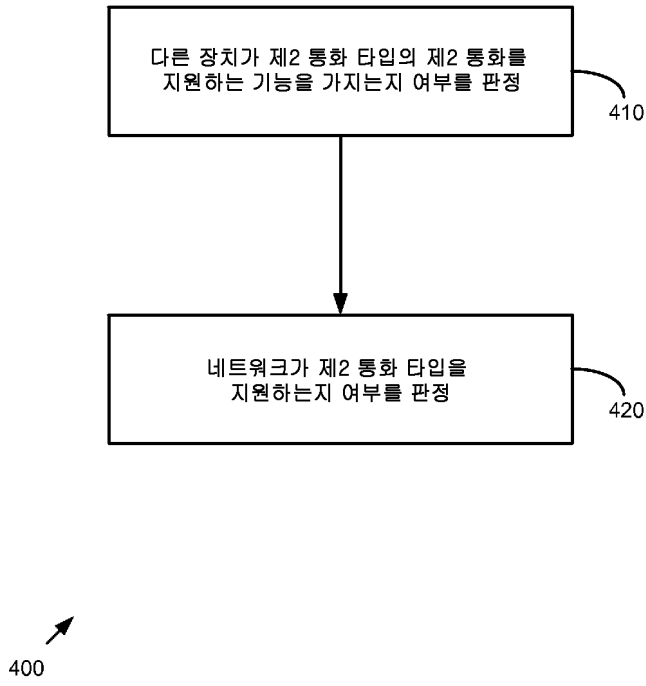 다른 장치가 제2 통화 타입의 제2 통화를
지원하는 기능을 가지는지 여부를 판정
410
네트워크가 제2 통화 타입을
지원하는지 여부를 판정
420
400